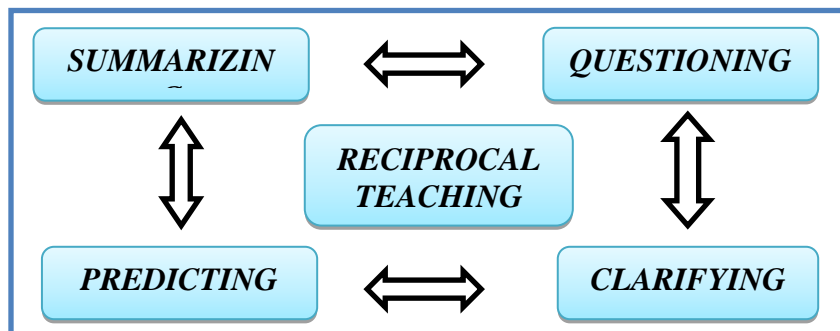 SUMMARIZIN
QUESTIONING
RECIPROCAL
TEACHING
PREDICTING
CLARIFYING